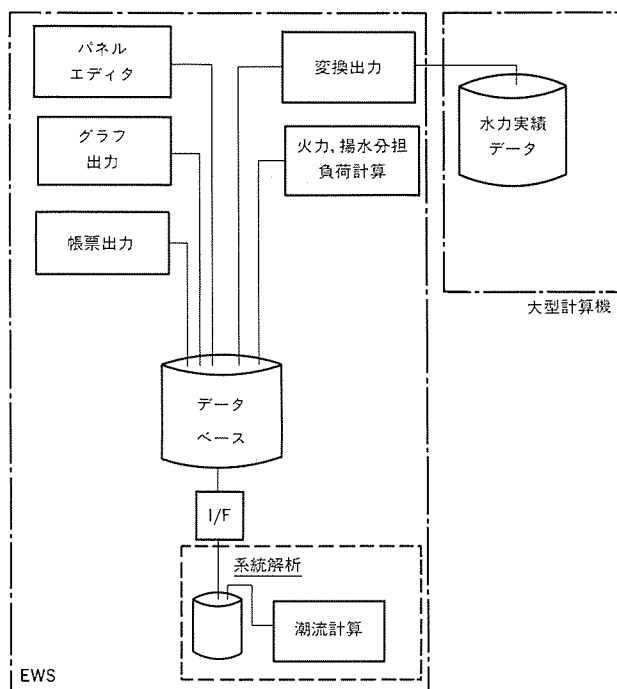 パネル
エディタ
グラフ
出力
帳票出力
変換出力
火力,揚水分担
負荷計算
水力実績
データ
大型計算機
データ
ベース
I/F
系統解析
潮流計算
EWS